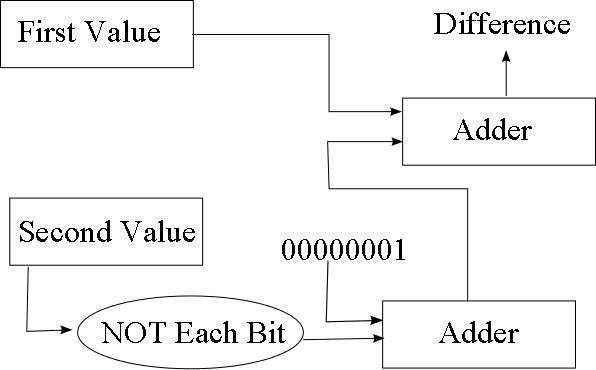 First Value
Difference
Adder
Second Value
00000001
NOT Each Bit
Adder